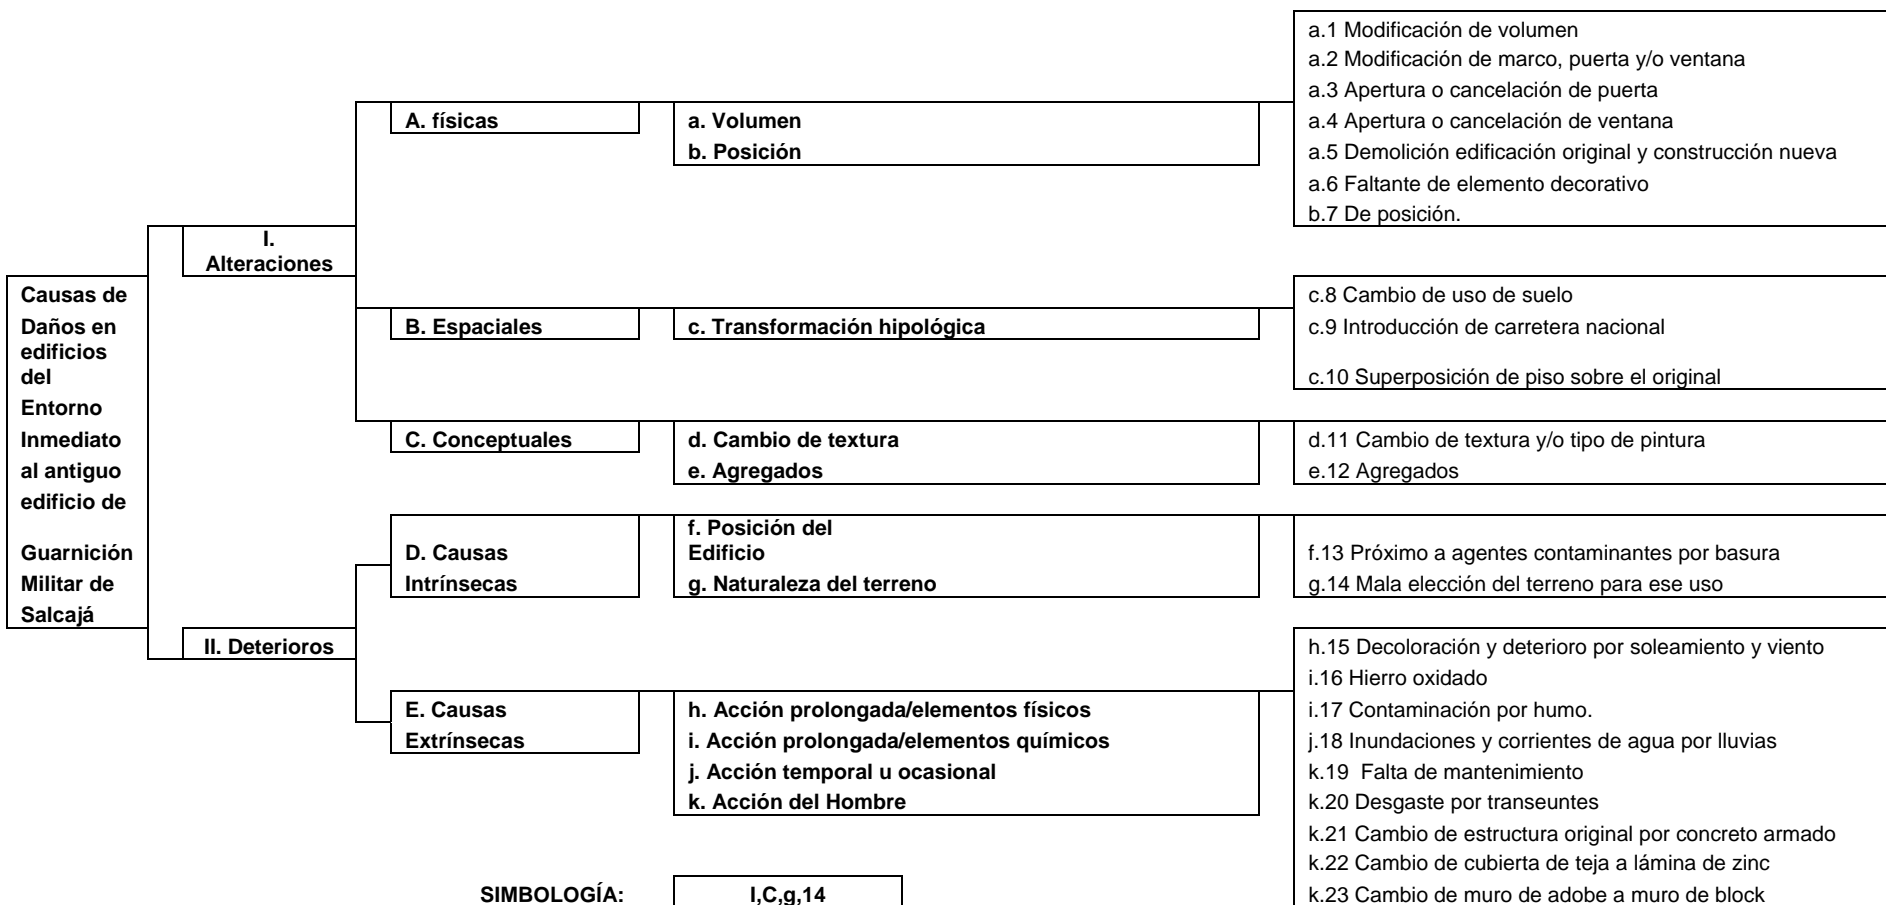 Causas de
Daños en
edificios
del
Entorno
Inmediato
al antiguo
edificio de
Guarnición
Militar de
Salcajá
I.
Alteraciones
A. físicas
a. Volumen
b. Posición
a.1 Modificación de volumen
a.2 Modificación de marco, puerta y/o ventana
a.3 Apertura o cancelación de puerta
a.4 Apertura o cancelación de ventana
a.5 Demolición edificación original y construcción nueva
a.6 Faltante de elemento decorativo
b.7 De posición.
B. Espaciales
c. Transformación hipológica
c.8 Cambio de uso de suelo
c.9 Introducción de carretera nacional
c.10 Superposición de piso sobre el original
C. Conceptuales
d. Cambio de textura
e. Agregados
d.11 Cambio de textura y/o tipo de pintura
e.12 Agregados
II. Deterioros
D. Causas
Intrínsecas
f. Posición del
Edificio
g. Naturaleza del terreno
f.13 Próximo a agentes contaminantes por basura
g.14 Mala elección del terreno para ese uso
E. Causas
Extrínsecas
h. Acción prolongada/elementos físicos
i. Acción prolongada/elementos químicos
j. Acción temporal u ocasional
k. Acción del Hombre
h.15 Decoloración y deterioro por soleamiento y viento
i.16 Hierro oxidado
i.17 Contaminación por humo.
j.18 Inundaciones y corrientes de agua por lluvias
k.19 Falta de mantenimiento
k.20 Desgaste por transeuntes
k.21 Cambio de estructura original por concreto armado
k.22 Cambio de cubierta de teja a lámina de zinc
k.23 Cambio de muro de adobe a muro de block
SIMBOLOGÍA:
I,C,g,14